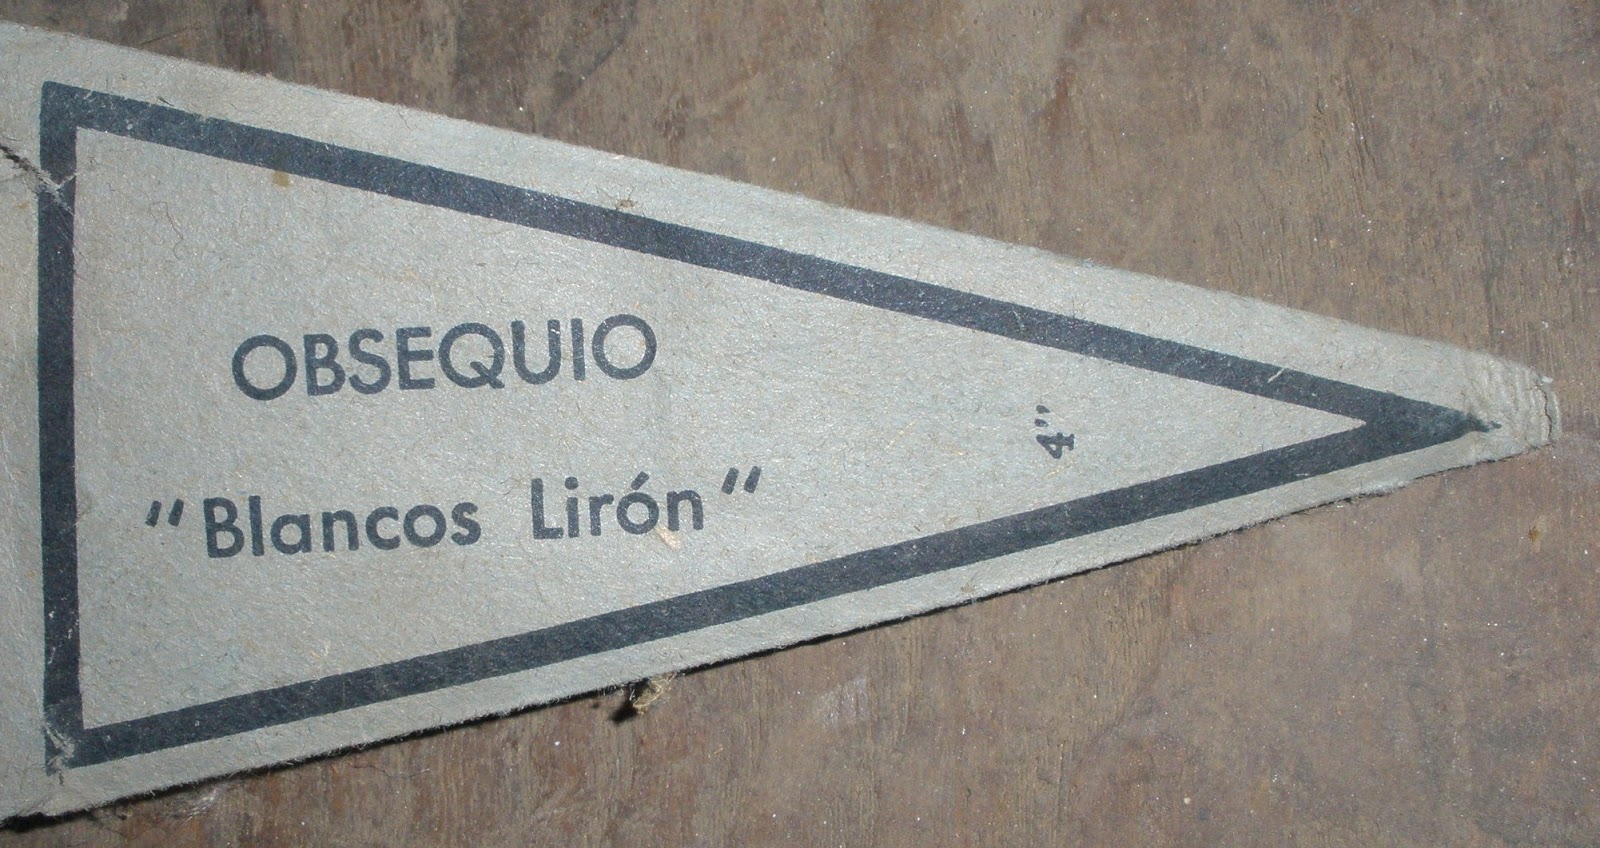 OBSEQUIO
"Blancos Lirón"
4"